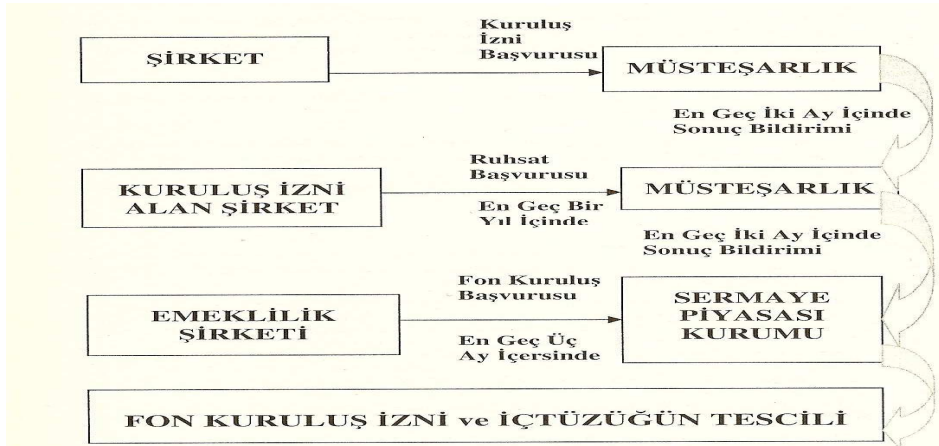 Kuruluş
İzni
Başvurusu
ŞİRKET
MÜSTEŞARLIK
En Geç İki Ay İçinde
Sonuç Bildirimi
Ruhsat
Başvurusu
KURULUŞ İZNİ
ALAN ŞİRKET
MÜSTEŞARLIK
En Geç Bir
Yıl İçinde
En Geç İki Ay İçinde
Sonuç Bildirimi
Fon Kuruluş
Başvurusu
EMEKLİLİK
ŞİRKETİ
SERMAYE
PİYASASI
KURUMU
En Geç Üç
Ay İçersinde
FON KURULUŞ İZNİ ve İÇTÜZÜĞÜN TESCİLİ